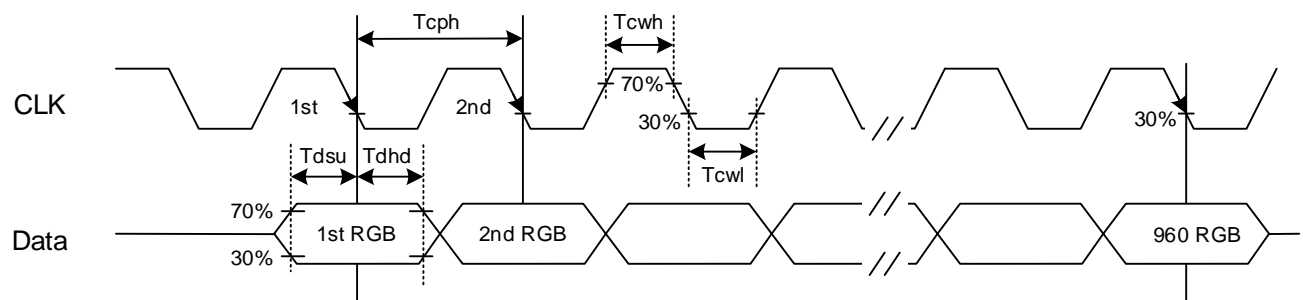 Tcph
Tcwh
CLK
1st
2nd
70%
30%
30%
Tcwl
Tdsu
Tdhd
Data
70%
30%
1st RGB
2nd RGB
960 RGB